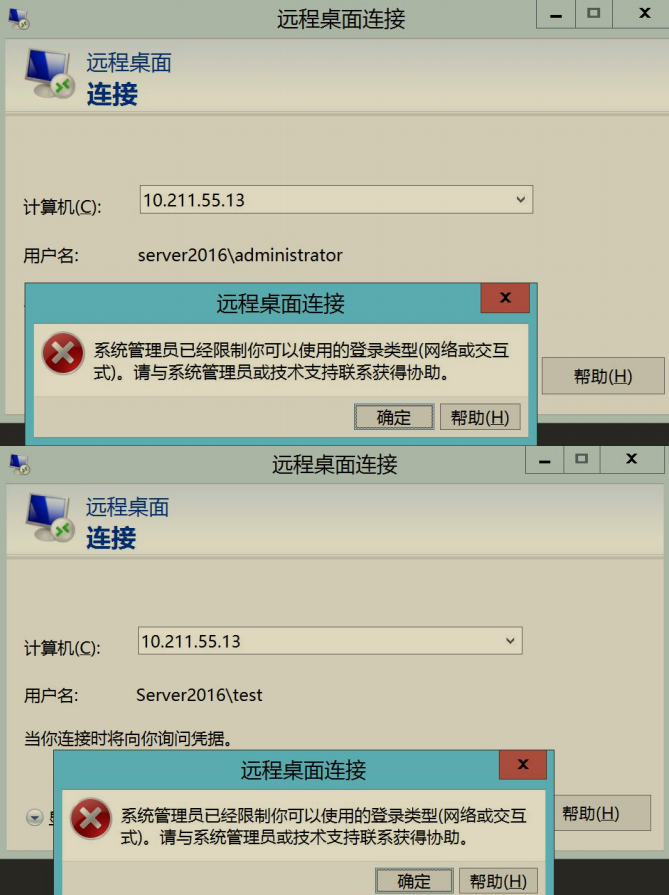 远程桌面连接
远程桌面
连接
计算机(C):
10.211.55.13
用户名:
server2016\administrator
远程桌面连接
系统管理员已经限制你可以使用的登录类型(网络或交互
式)。请与系统管理员或技术支持联系获得协助。
确定
帮助(H)
帮助(H)
远程桌面连接
远程桌面
连接
计算机(C):
10.211.55.13
用户名:
Server2016\test
当你连接时将向你询问凭据。
远程桌面连接
系统管理员已经限制你可以使用的登录类型(网络或交互
式)。请与系统管理员或技术支持联系获得协助。
帮助(H)
确定
帮助(H)